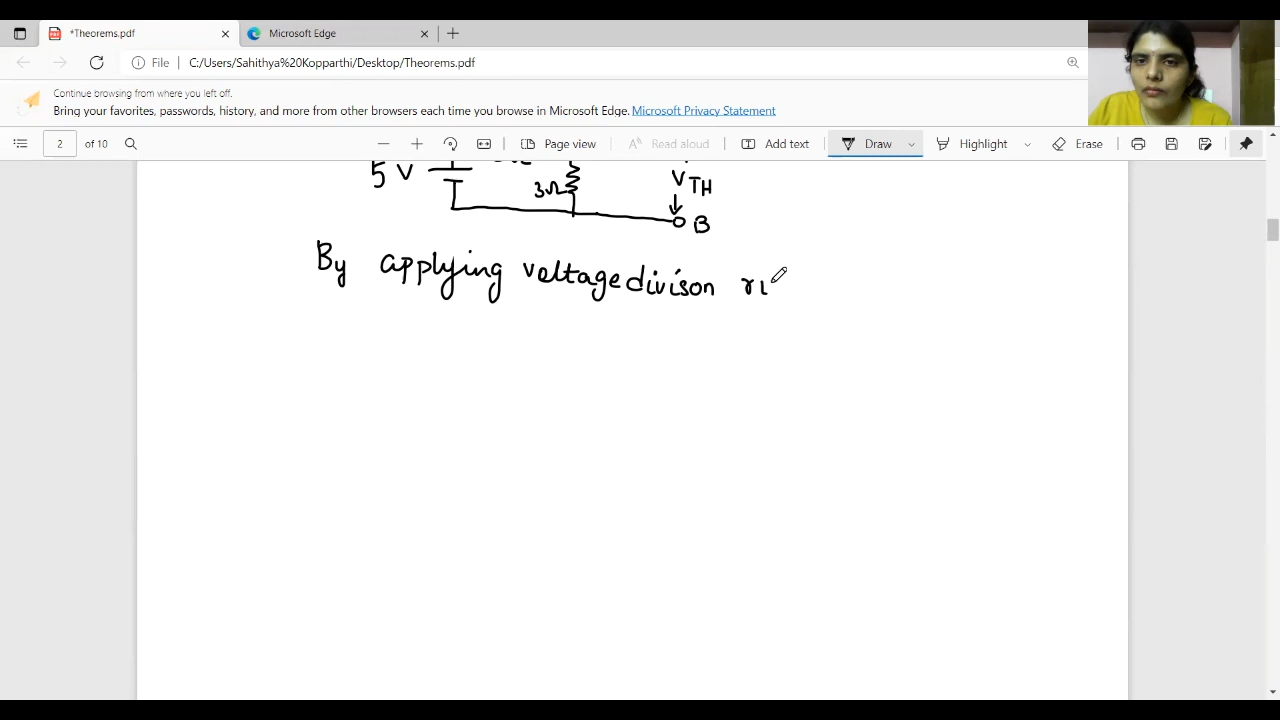 *Theorems.pdf
Microsoft Edge
File
C:/Users/Sahithya%20Kopparthi/Desktop/Theorems.pdf
Continue browsing from where you left off.
Bring your favorites, passwords, history, and more from other browsers each time you browse in Microsoft Edge. Microsoft Privacy Statement
2 of 10
Page view
Read aloud
Add text
Draw
Highlight
Erase
5 V
3Ω
VTH
B
By applying voltage divison